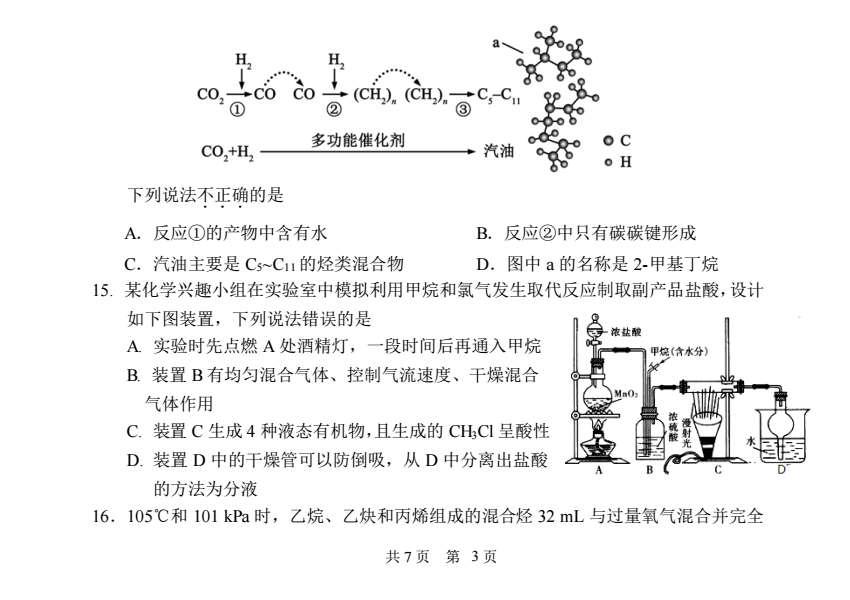 H₂ H₂ a
CO₂ CO CO (CH₂)ₙ (CH₂)ₙ C₅-C₁₁
① ② ③
CO₂+H₂ 多功能催化剂 汽油
C
H
下列说法不正确的是
A．反应①的产物中含有水 B．反应②中只有碳碳键形成
C．汽油主要是 C₅~C₁₁的烃类混合物 D．图中 a 的名称是 2-甲基丁烷
15. 某化学兴趣小组在实验室中模拟利用甲烷和氯气发生取代反应制取副产品盐酸，设计
如下图装置，下列说法错误的是
A. 实验时先点燃 A 处酒精灯，一段时间后再通入甲烷
B. 装置 B 有均匀混合气体、控制气流速度、干燥混合
气体作用
C. 装置 C 生成 4 种液态有机物，且生成的 CH₃Cl 呈酸性
D. 装置 D 中的干燥管可以防倒吸，从 D 中分离出盐酸
的方法为分液
浓盐酸
甲烷(含水分)
MnO₂
浓硫酸
漫射光
水
A B C D
16．105℃和 101 kPa 时，乙烷、乙炔和丙烯组成的混合烃 32 mL 与过量氧气混合并完全
共 7 页 第 3 页